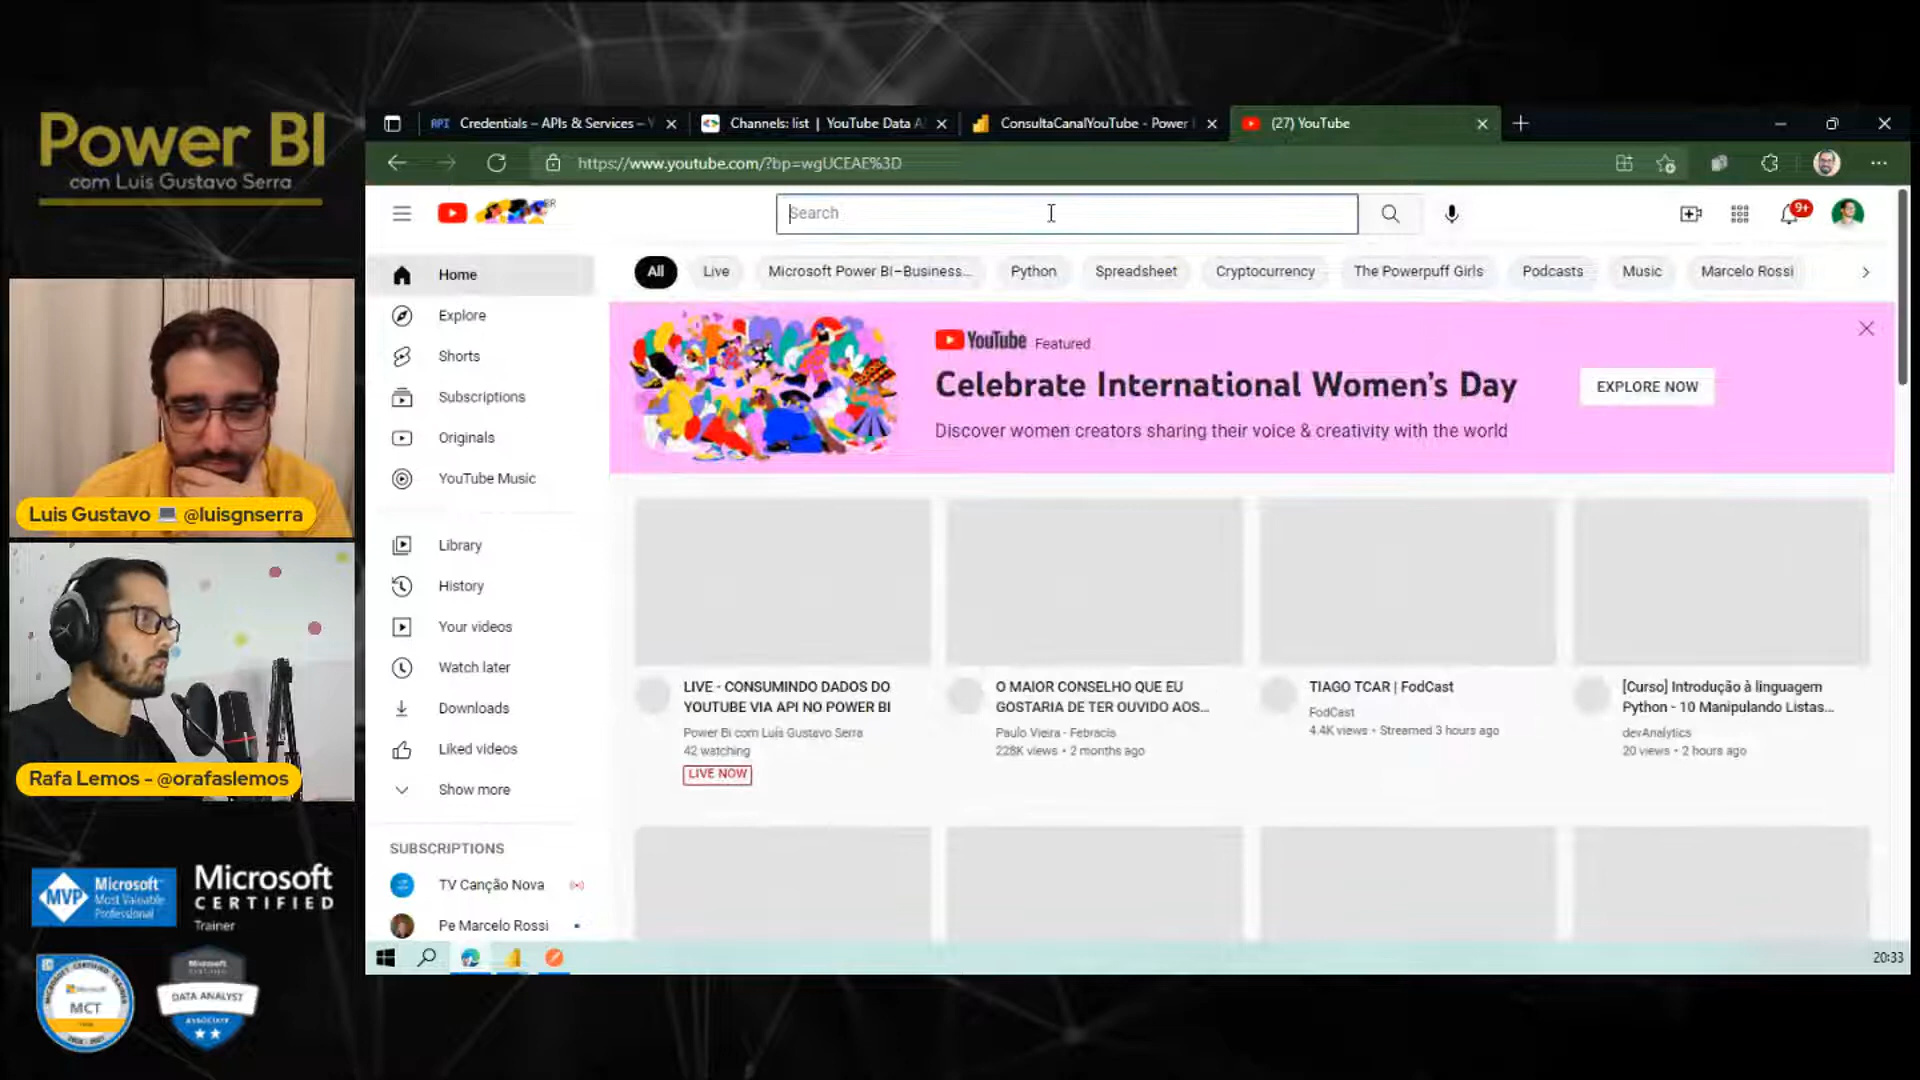 Power BI
com Luis Gustavo Serra
Luis Gustavo 💻 @luisgnserra
Rafa Lemos - @orafaslemos
MVP
Microsoft
Most Valuable
Professional
Microsoft
CERTIFIED
Trainer
Microsoft
MCT
Microsoft
DATA ANALYST
ASSOCIATE
API Credentials – APIs & Services –
Channels: list | YouTube Data A
ConsultaCanalYouTube - Power
(27) YouTube
https://www.youtube.com/?bp=wgUCEAE%3D
BR
Search
9+
Home
Explore
Shorts
Subscriptions
Originals
YouTube Music
Library
History
Your videos
Watch later
Downloads
Liked videos
Show more
SUBSCRIPTIONS
TV Canção Nova
Pe Marcelo Rossi
All
Live
Microsoft Power BI–Business...
Python
Spreadsheet
Cryptocurrency
The Powerpuff Girls
Podcasts
Music
Marcelo Rossi
YouTube Featured
Celebrate International Women's Day
Discover women creators sharing their voice & creativity with the world
EXPLORE NOW
LIVE - CONSUMINDO DADOS DO
YOUTUBE VIA API NO POWER BI
Power BI com Luis Gustavo Serra
42 watching
LIVE NOW
O MAIOR CONSELHO QUE EU
GOSTARIA DE TER OUVIDO AOS...
Paulo Vieira - Febracis
228K views • 2 months ago
TIAGO TCAR | FodCast
FodCast
4.4K views • Streamed 3 hours ago
[Curso] Introdução à linguagem
Python - 10 Manipulando Listas...
devAnalytics
20 views • 2 hours ago
20:33